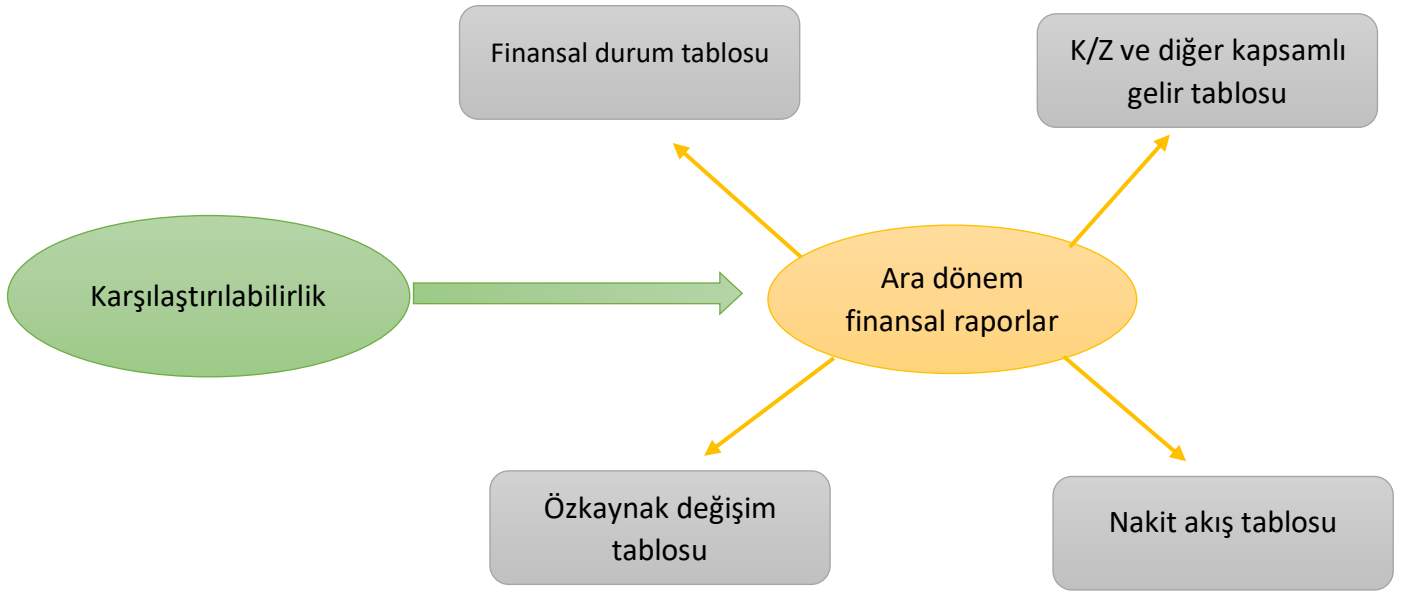 Finansal durum tablosu
K/Z ve diğer kapsamlı
gelir tablosu
Karşılaştırılabilirlik
Ara dönem
finansal raporlar
Özkaynak değişim
tablosu
Nakit akış tablosu